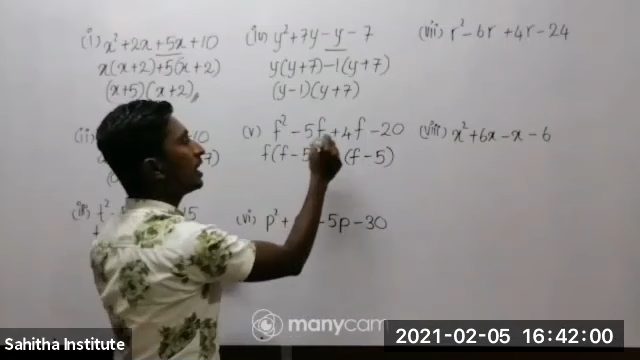 (i) x²+2x+5x+10
x(x+2)+5(x+2)
(x+5)(x+2)
(iv) y²+7y-y-7
y(y+7)-1(y+7)
(y-1)(y+7)
(v) f²-5f+4f-20
f(f-5 (f-5)
(vi) p²+ -5p-30
(vii) r²-6r+4r-24
(viii) x²+6x-x-6
manycam
Sahitha Institute
2021-02-05 16:42:00